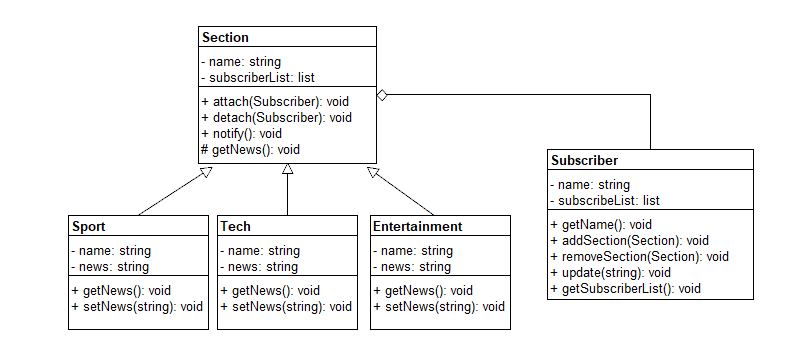 Section
- name: string
- subscriberList: list
+ attach(Subscriber): void
+ detach(Subscriber): void
+ notify(): void
# getNews(): void
Subscriber
- name: string
- subscribeList: list
+ getName(): void
+ addSection(Section): void
+ removeSection(Section): void
+ update(string): void
+ getSubscriberList(): void
Sport
- name: string
- news: string
+ getNews(): void
+ setNews(string): void
Tech
- name: string
- news: string
+ getNews(): void
+ setNews(string): void
Entertainment
- name: string
- news: string
+ getNews(): void
+ setNews(string): void